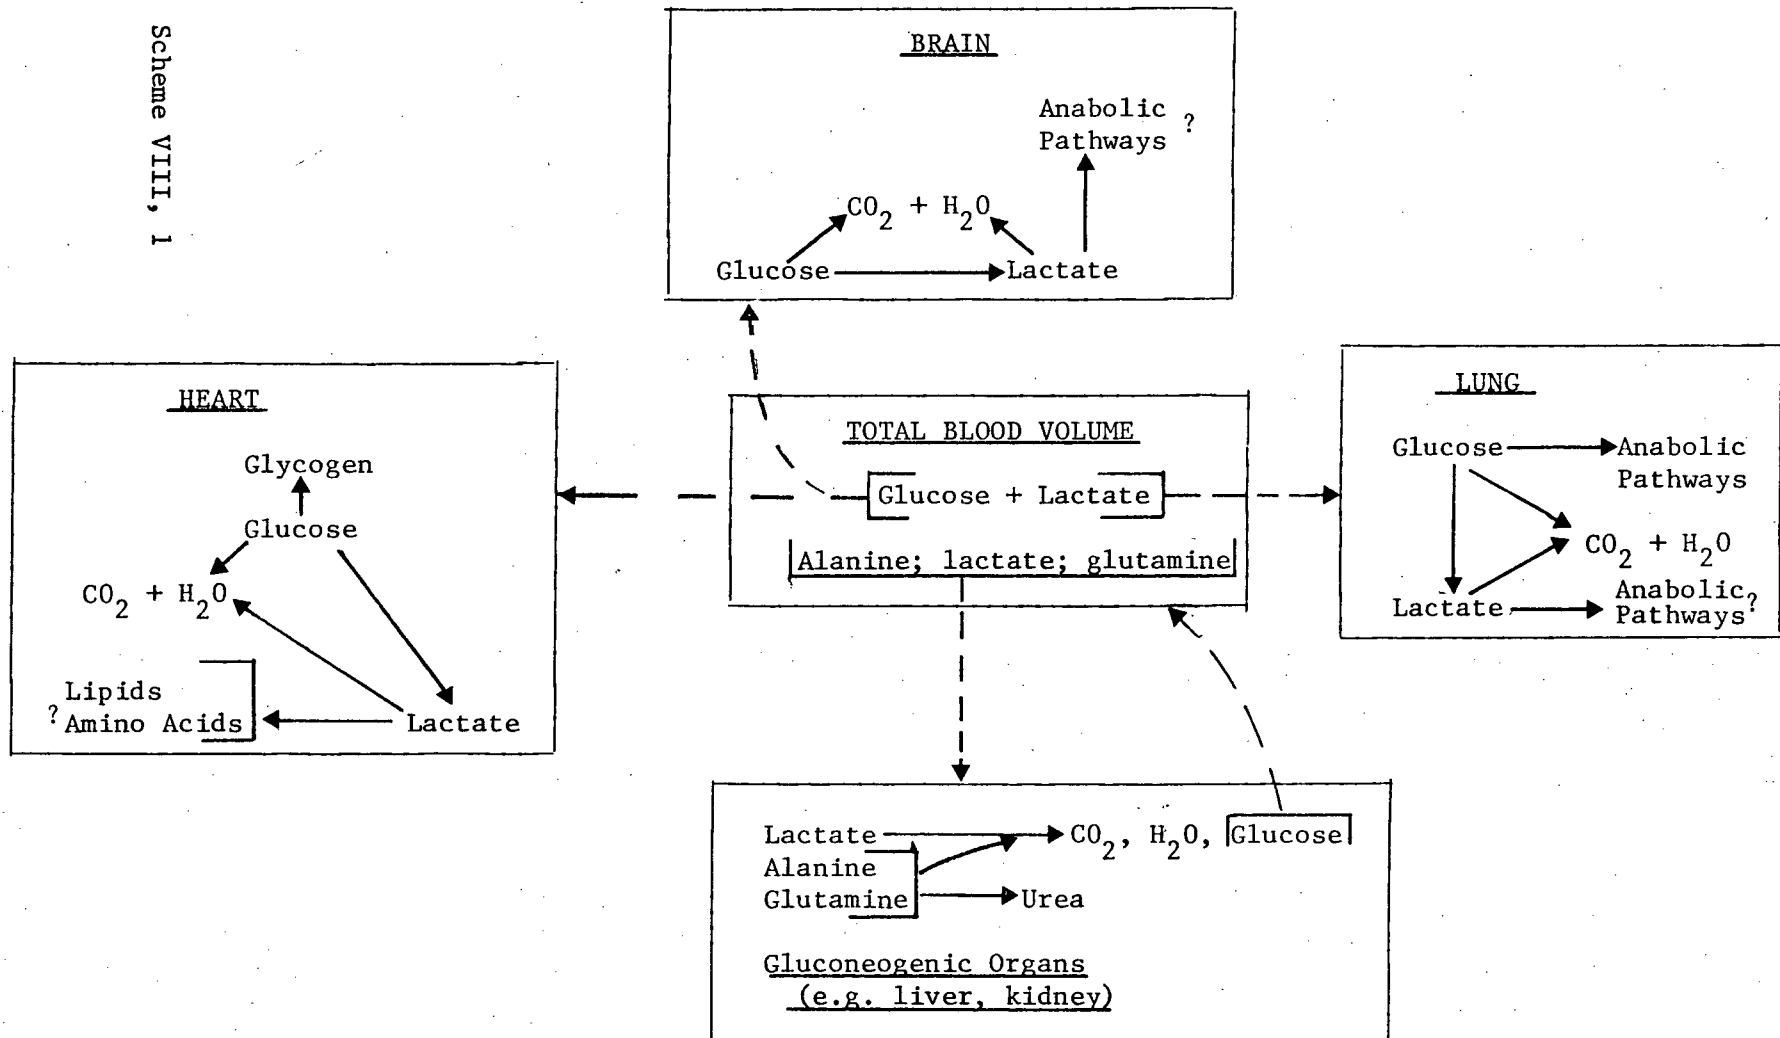 Scheme VIII, 1
BRAIN
Anabolic
Pathways ?
CO2 + H2O
Glucose
Lactate
HEART
Glycogen
Glucose
CO2 + H2O
Lipids
? Amino Acids
Lactate
TOTAL BLOOD VOLUME
Glucose + Lactate
Alanine; lactate; glutamine
LUNG
Glucose
Anabolic
Pathways
CO2 + H2O
Lactate
Anabolic
Pathways ?
Lactate
CO2, H2O, Glucose
Alanine
Glutamine
Urea
Gluconeogenic Organs
(e.g. liver, kidney)